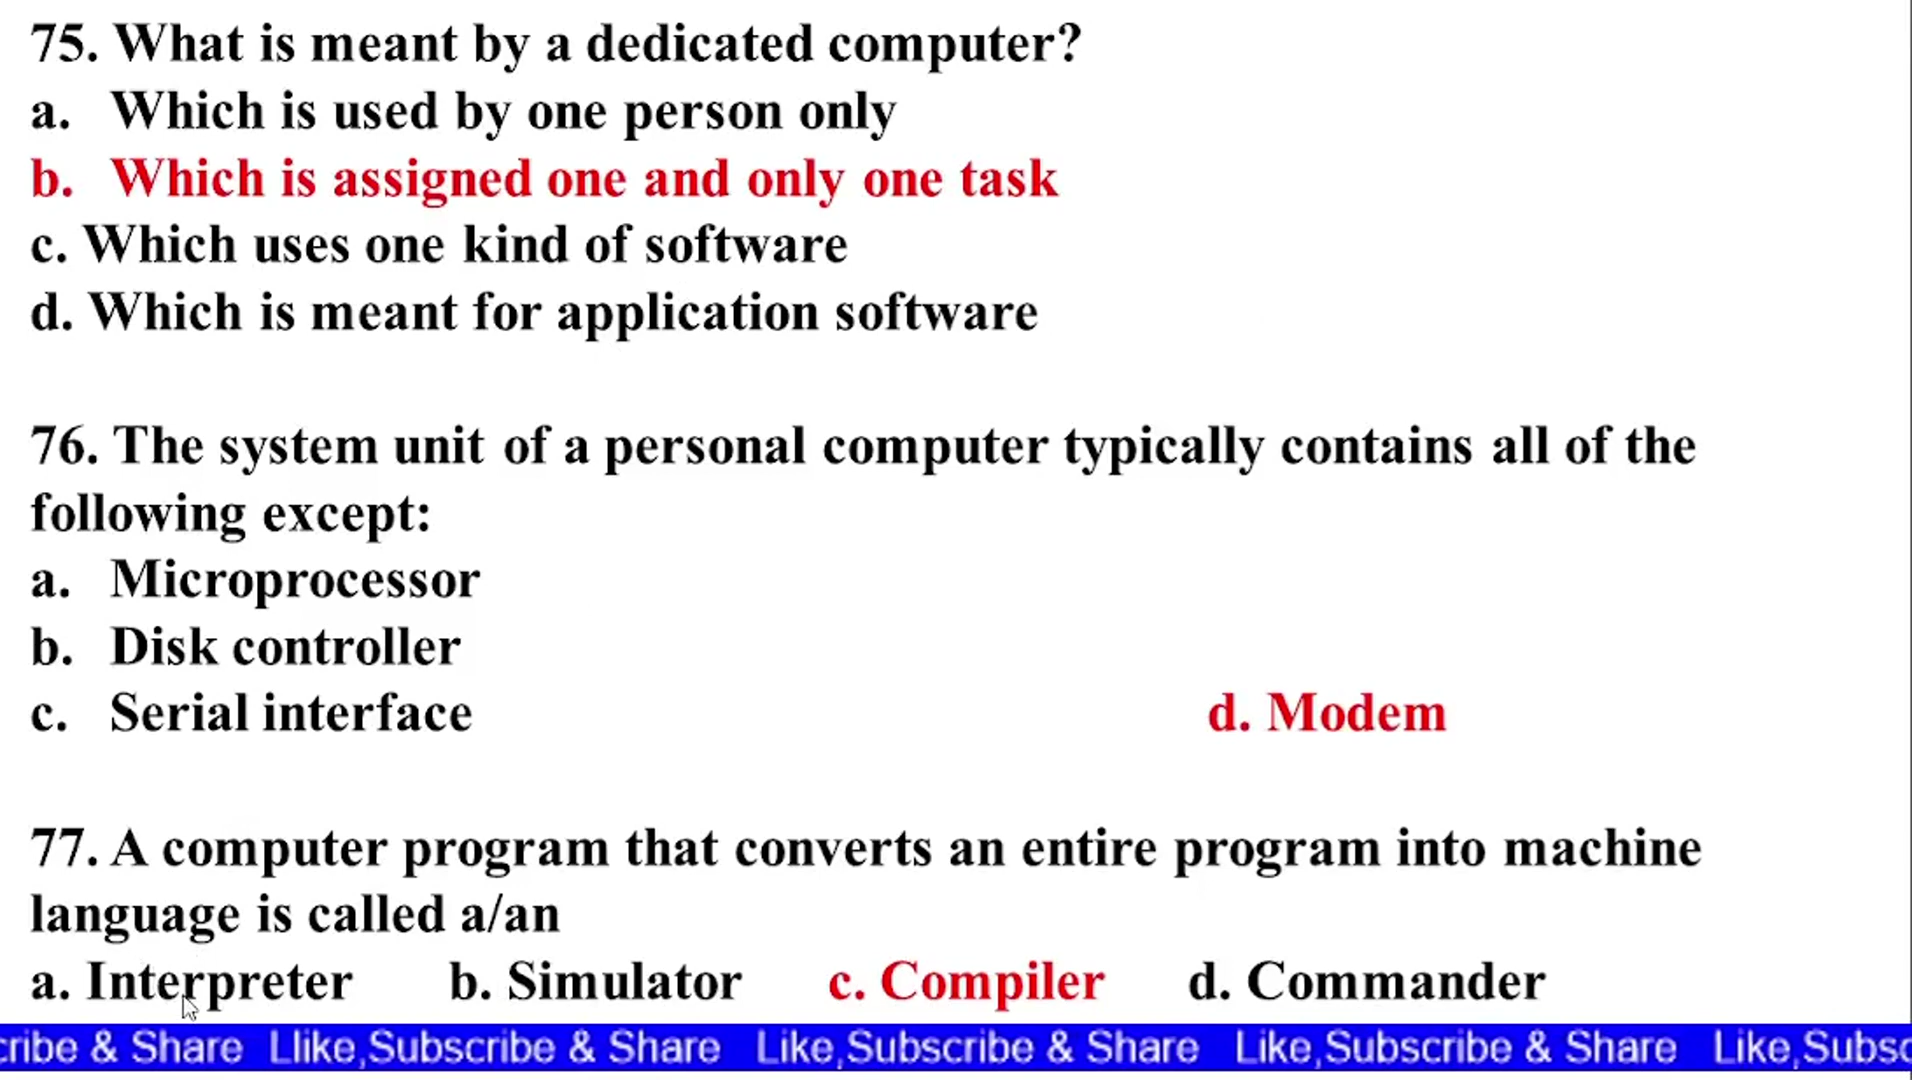 75. What is meant by a dedicated computer?
a. Which is used by one person only
b. Which is assigned one and only one task
c. Which uses one kind of software
d. Which is meant for application software
76. The system unit of a personal computer typically contains all of the
following except:
a. Microprocessor
b. Disk controller
c. Serial interface d. Modem
77. A computer program that converts an entire program into machine
language is called a/an
a. Interpreter b. Simulator c. Compiler d. Commander
cribe & Share Llike,Subscribe & Share Like,Subscribe & Share Like,Subscribe & Share Like,Subsc